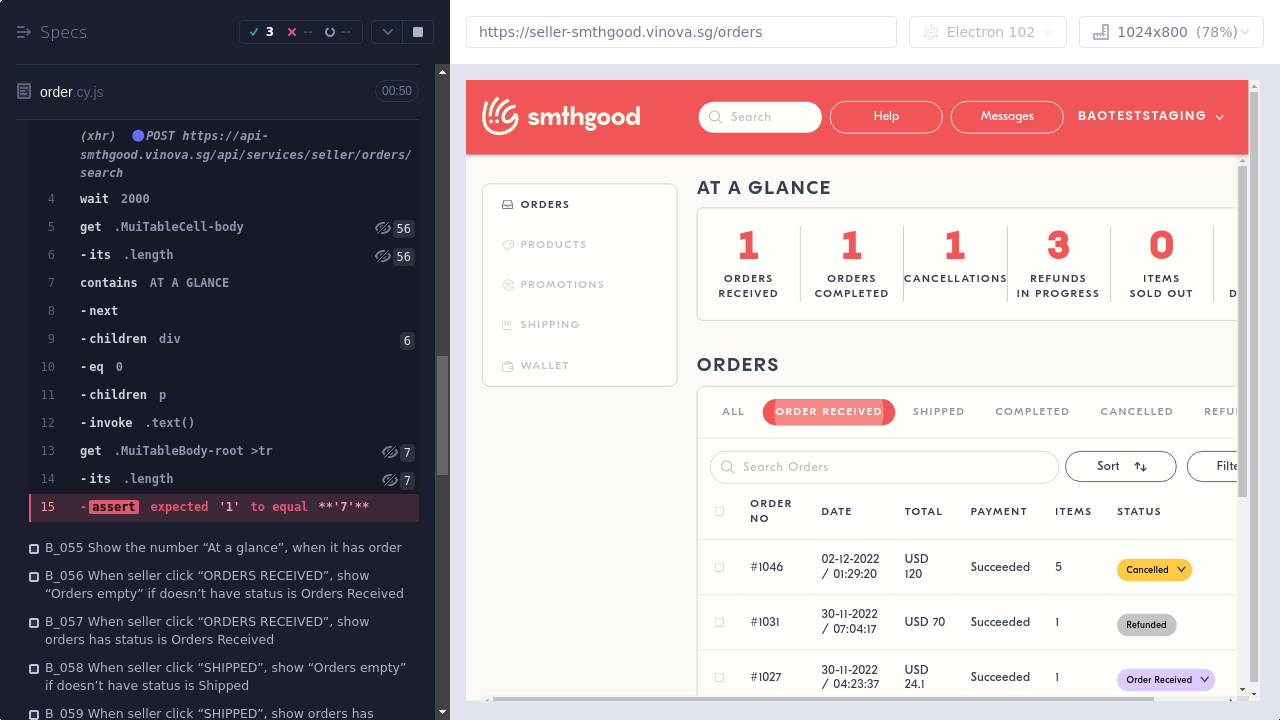 Specs
3
--
--
order.cy.js
00:50
(xhr) POST https://api-
smthgood.vinova.sg/api/services/seller/orders/
search
4 wait 2000
5 get .MuiTableCell-body 56
6 -its .length 56
7 contains AT A GLANCE
8 -next
9 -children div 6
10 -eq 0
11 -children p
12 -invoke .text()
13 get .MuiTableBody-root >tr 7
14 -its .length 7
15 -assert expected '1' to equal **'7'**
B_055 Show the number “At a glance”, when it has order
B_056 When seller click “ORDERS RECEIVED”, show
“Orders empty” if doesn’t have status is Orders Received
B_057 When seller click “ORDERS RECEIVED”, show
orders has status is Orders Received
B_058 When seller click “SHIPPED”, show “Orders empty”
if doesn’t have status is Shipped
B_059 When seller click “SHIPPED”, show orders has
https://seller-smthgood.vinova.sg/orders
Electron 102
1024x800 (78%)
smthgood
Search
Help
Messages
BAOTESTSTAGING
ORDERS
PRODUCTS
PROMOTIONS
SHIPPING
WALLET
AT A GLANCE
1 1 1 3 0
ORDERS
RECEIVED
ORDERS
COMPLETED
CANCELLATIONS
REFUNDS
IN PROGRESS
ITEMS
SOLD OUT
D
ORDERS
ALL ORDER RECEIVED SHIPPED COMPLETED CANCELLED REFU
Search Orders
Sort
Filte
ORDER
NO
DATE TOTAL PAYMENT ITEMS STATUS
#1046
02-12-2022
/ 01:29:20
USD
120
Succeeded
5
Cancelled
#1031
30-11-2022
/ 07:04:17
USD 70
Succeeded
1
Refunded
#1027
30-11-2022
/ 04:23:37
USD
24.1
Succeeded
1
Order Received